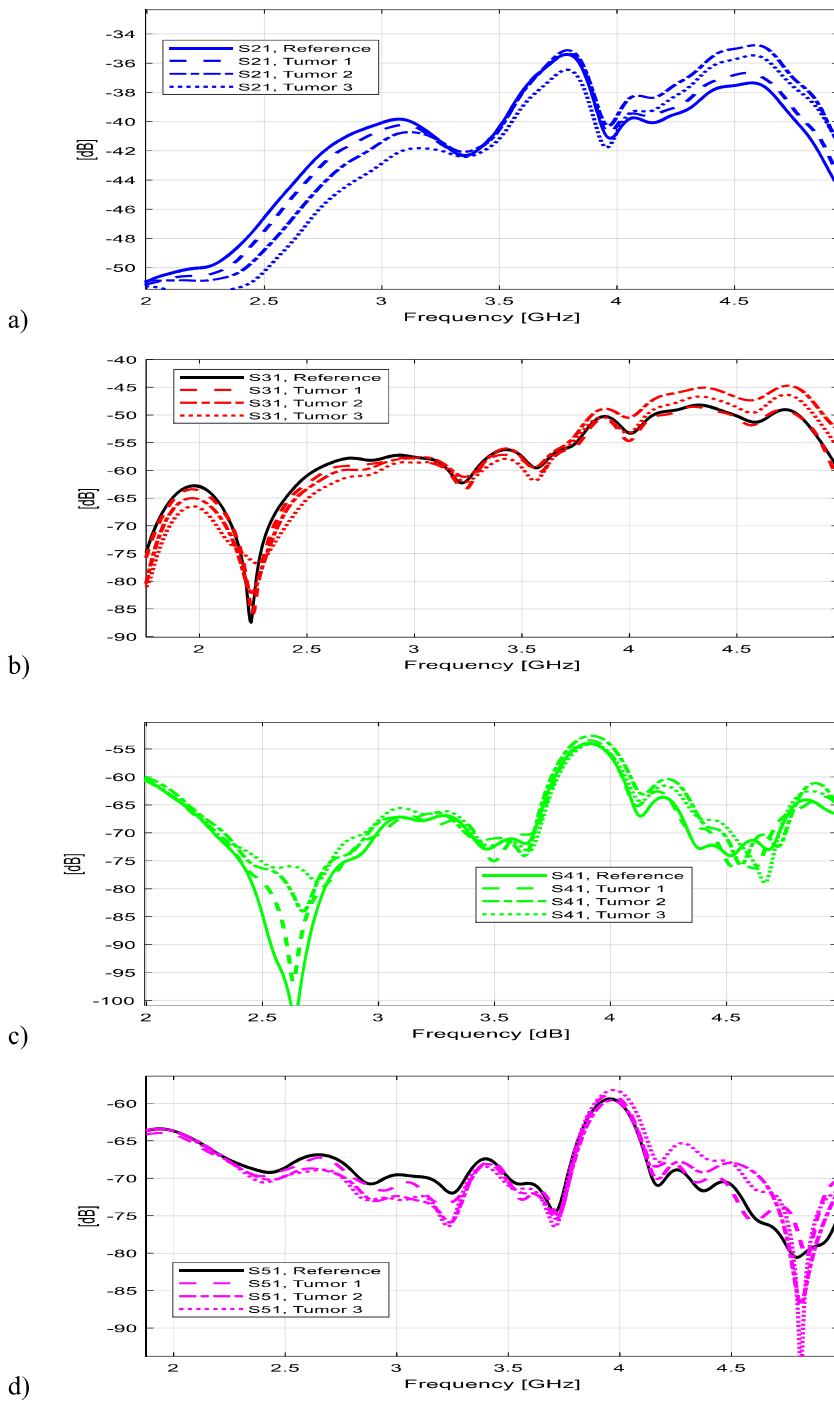 -34
-36
-38
-40
-42
-44
-46
-48
-50
[dB]
S21, Reference
S21, Tumor 1
S21, Tumor 2
S21, Tumor 3
2 2.5 3 3.5 4 4.5
Frequency [GHz]
a)
-40
-45
-50
-55
-60
-65
-70
-75
-80
-85
-90
[dB]
S31, Reference
S31, Tumor 1
S31, Tumor 2
S31, Tumor 3
2 2.5 3 3.5 4 4.5
Frequency [GHz]
b)
-55
-60
-65
-70
-75
-80
-85
-90
-95
-100
[dB]
S41, Reference
S41, Tumor 1
S41, Tumor 2
S41, Tumor 3
2 2.5 3 3.5 4 4.5
Frequency [dB]
c)
-60
-65
-70
-75
-80
-85
-90
[dB]
S51, Reference
S51, Tumor 1
S51, Tumor 2
S51, Tumor 3
2 2.5 3 3.5 4 4.5
Frequency [GHz]
d)